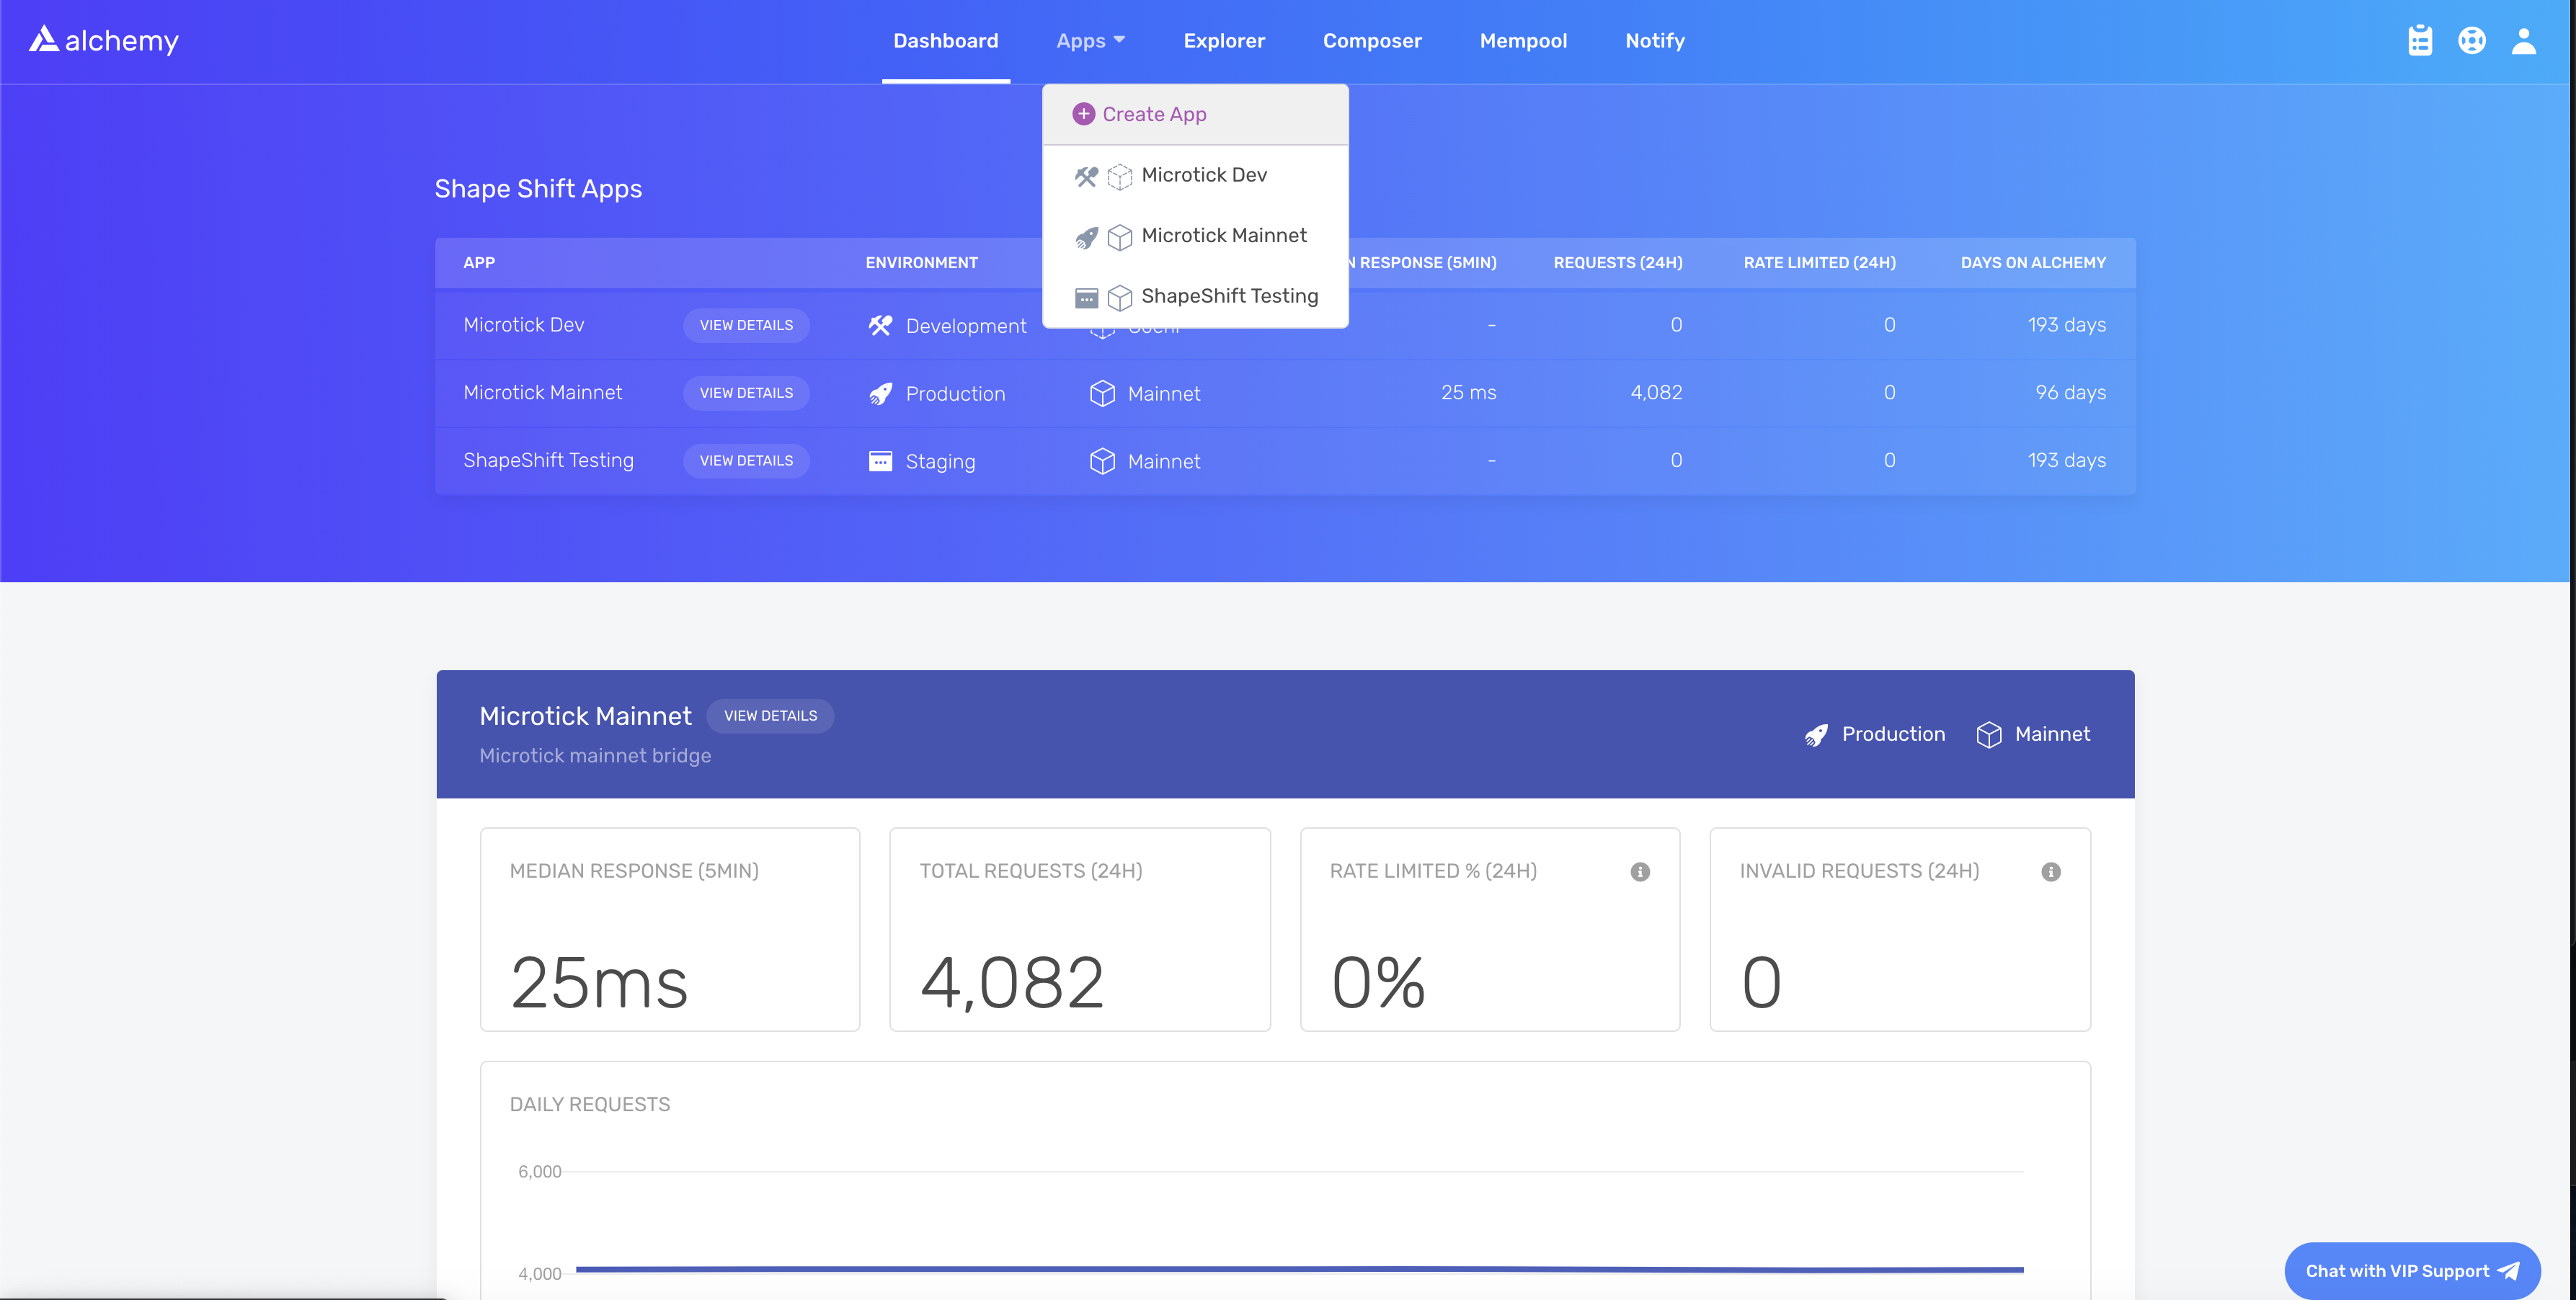 alchemy
Dashboard Apps Explorer Composer Mempool Notify
Create App
Microtick Dev
Microtick Mainnet
ShapeShift Testing
Shape Shift Apps
APP ENVIRONMENT RESPONSE (5MIN) REQUESTS (24H) RATE LIMITED (24H) DAYS ON ALCHEMY
Microtick Dev VIEW DETAILS Development - 0 0 193 days
Microtick Mainnet VIEW DETAILS Production Mainnet 25 ms 4,082 0 96 days
ShapeShift Testing VIEW DETAILS Staging Mainnet - 0 0 193 days
Microtick Mainnet VIEW DETAILS
Microtick mainnet bridge
Production Mainnet
MEDIAN RESPONSE (5MIN)
25ms
TOTAL REQUESTS (24H)
4,082
RATE LIMITED % (24H)
0%
INVALID REQUESTS (24H)
0
DAILY REQUESTS
6,000
4,000
Chat with VIP Support